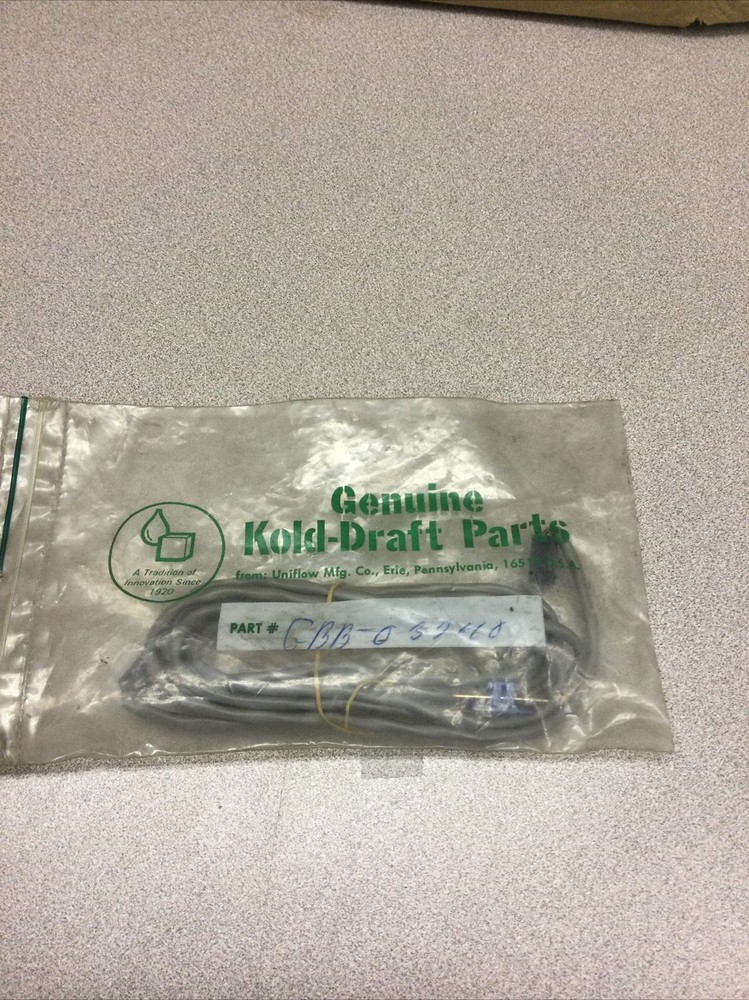 Genuine
Kold-Draft Parts
from: Uniflow Mfg. Co., Erie, Pennsylvania, U.S.A.
A Tradition of
Innovation Since
1920
PART #